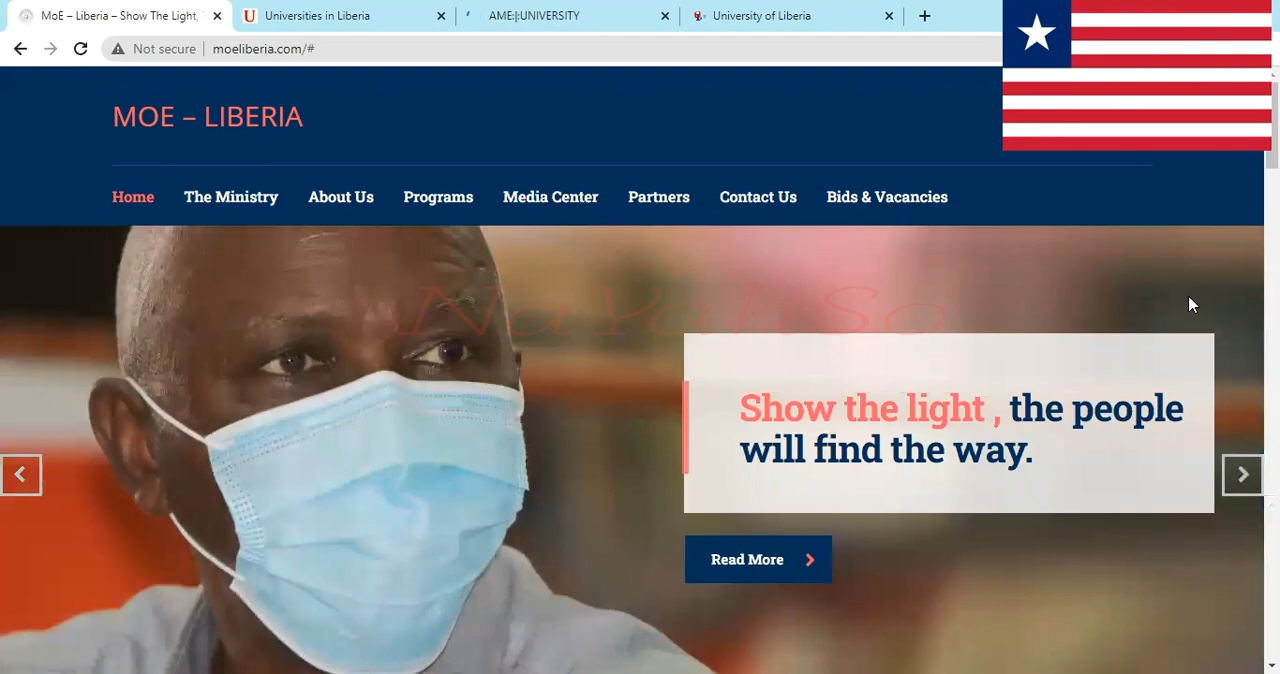 MoE – Liberia – Show The Light,
Universities in Liberia
AME:|:UNIVERSITY
University of Liberia
Not secure
moeliberia.com/#
MOE – LIBERIA
Home
The Ministry
About Us
Programs
Media Center
Partners
Contact Us
Bids & Vacancies
NaYahSo
Show the light , the people
will find the way.
Read More